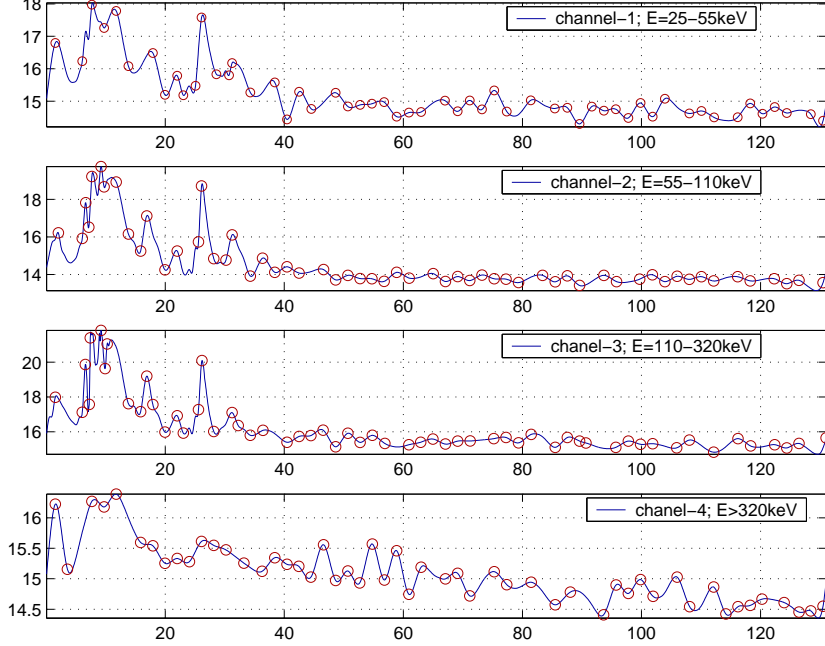 18
channel-1; E=25-55keV
17
16
15
20 40 60 80 100 120
channel-2; E=55-110keV
18
16
14
20 40 60 80 100 120
20
chanel-3; E=110-320keV
18
16
20 40 60 80 100 120
16
chanel-4; E>320keV
15.5
15
14.5
20 40 60 80 100 120